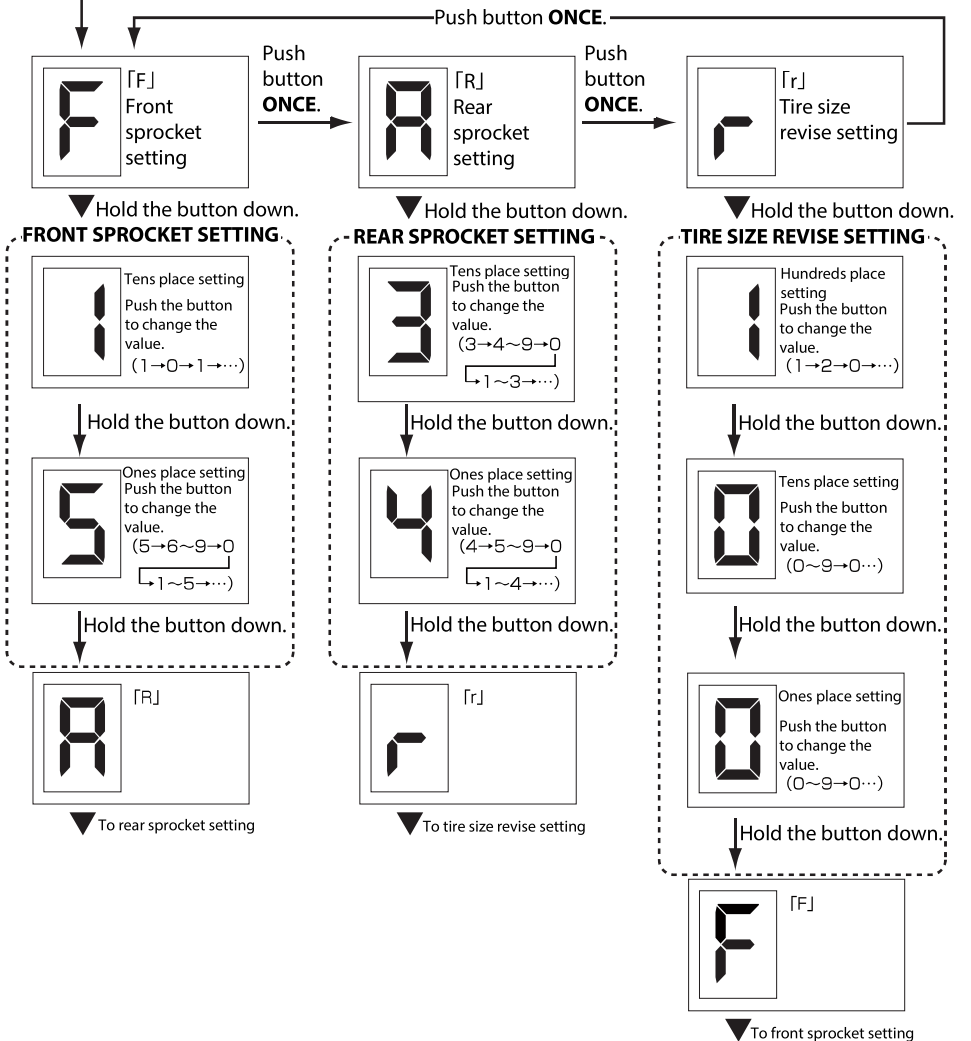 Push button ONCE.
F
「F」
Front
sprocket
setting
Push
button
ONCE.
R
「R」
Rear
sprocket
setting
Push
button
ONCE.
r
「r」
Tire size
revise setting
Hold the button down.
Hold the button down.
Hold the button down.
FRONT SPROCKET SETTING
1
Tens place setting
Push the button
to change the
value.
(1→0→1→…)
Hold the button down.
5
Ones place setting
Push the button
to change the
value.
(5→6~9→0
→1~5→…)
Hold the button down.
R
「R」
To rear sprocket setting
REAR SPROCKET SETTING
3
Tens place setting
Push the button
to change the
value.
(3→4~9→0
→1~3→…)
Hold the button down.
4
Ones place setting
Push the button
to change the
value.
(4→5~9→0
→1~4→…)
Hold the button down.
r
「r」
To tire size revise setting
TIRE SIZE REVISE SETTING
1
Hundreds place
setting
Push the button
to change the
value.
(1→2→0→…)
Hold the button down.
0
Tens place setting
Push the button
to change the
value.
(0~9→0…)
Hold the button down.
0
Ones place setting
Push the button
to change the
value.
(0~9→0…)
Hold the button down.
F
「F」
To front sprocket setting